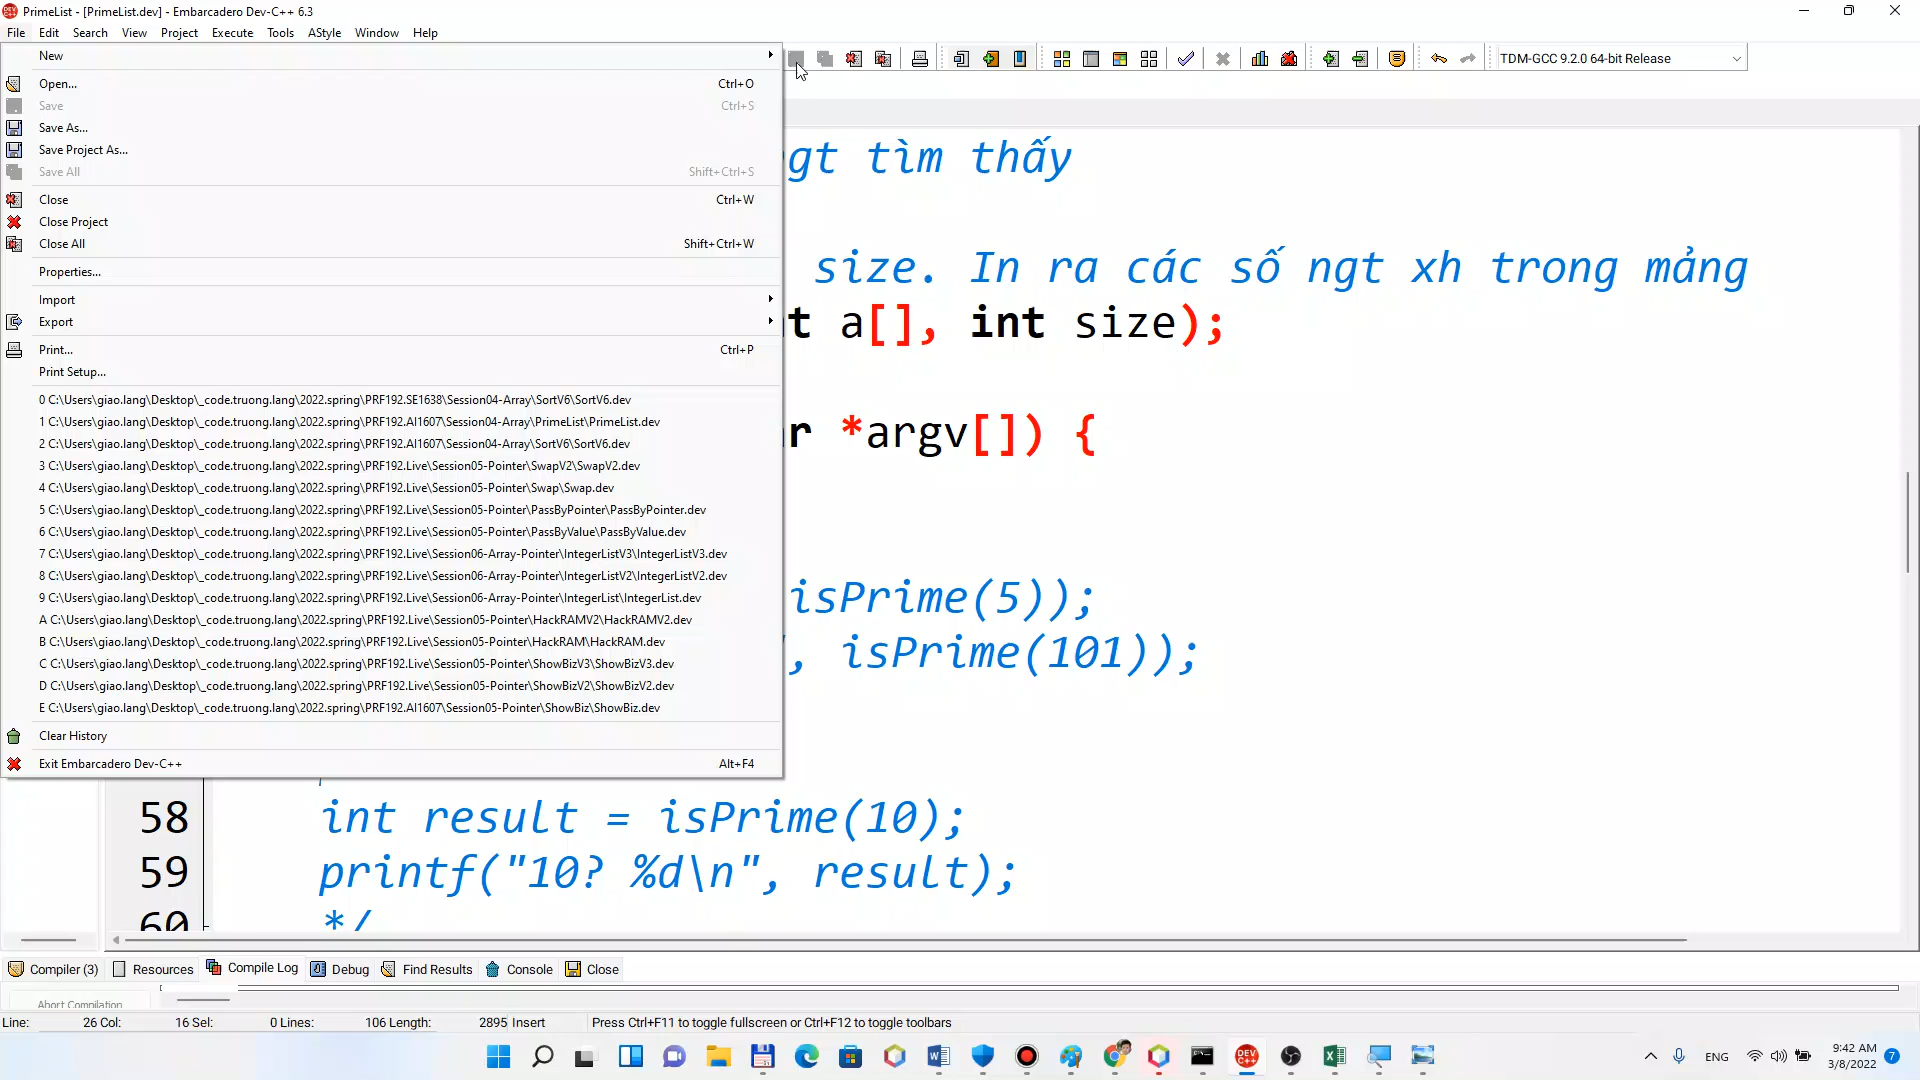 PrimeList - [PrimeList.dev] - Embarcadero Dev-C++ 6.3
File Edit Search View Project Execute Tools AStyle Window Help
New
TDM-GCC 9.2.0 64-bit Release
Open... Ctrl+O
Save Ctrl+S
Save As...
Save Project As...
Save All Shift+Ctrl+S
Close Ctrl+W
Close Project
Close All Shift+Ctrl+W
Properties...
Import
Export
Print... Ctrl+P
Print Setup...
0 C:\Users\giao.lang\Desktop\_code.truong.lang\2022.spring\PRF192.SE1638\Session04-Array\SortV6\SortV6.dev
1 C:\Users\giao.lang\Desktop\_code.truong.lang\2022.spring\PRF192.AI1607\Session04-Array\PrimeList\PrimeList.dev
2 C:\Users\giao.lang\Desktop\_code.truong.lang\2022.spring\PRF192.AI1607\Session04-Array\SortV6\SortV6.dev
3 C:\Users\giao.lang\Desktop\_code.truong.lang\2022.spring\PRF192.Live\Session05-Pointer\SwapV2\SwapV2.dev
4 C:\Users\giao.lang\Desktop\_code.truong.lang\2022.spring\PRF192.Live\Session05-Pointer\Swap\Swap.dev
5 C:\Users\giao.lang\Desktop\_code.truong.lang\2022.spring\PRF192.Live\Session05-Pointer\PassByPointer\PassByPointer.dev
6 C:\Users\giao.lang\Desktop\_code.truong.lang\2022.spring\PRF192.Live\Session05-Pointer\PassByValue\PassByValue.dev
7 C:\Users\giao.lang\Desktop\_code.truong.lang\2022.spring\PRF192.Live\Session06-Array-Pointer\IntegerListV3\IntegerListV3.dev
8 C:\Users\giao.lang\Desktop\_code.truong.lang\2022.spring\PRF192.Live\Session06-Array-Pointer\IntegerListV2\IntegerListV2.dev
9 C:\Users\giao.lang\Desktop\_code.truong.lang\2022.spring\PRF192.Live\Session06-Array-Pointer\IntegerList\IntegerList.dev
A C:\Users\giao.lang\Desktop\_code.truong.lang\2022.spring\PRF192.Live\Session05-Pointer\HackRAMV2\HackRAMV2.dev
B C:\Users\giao.lang\Desktop\_code.truong.lang\2022.spring\PRF192.Live\Session05-Pointer\HackRAM\HackRAM.dev
C C:\Users\giao.lang\Desktop\_code.truong.lang\2022.spring\PRF192.Live\Session05-Pointer\ShowBizV3\ShowBizV3.dev
D C:\Users\giao.lang\Desktop\_code.truong.lang\2022.spring\PRF192.Live\Session05-Pointer\ShowBizV2\ShowBizV2.dev
E C:\Users\giao.lang\Desktop\_code.truong.lang\2022.spring\PRF192.AI1607\Session05-Pointer\ShowBiz\ShowBiz.dev
Clear History
Exit Embarcadero Dev-C++ Alt+F4
gt tìm thấy
size. In ra các số ngt xh trong mảng
t a[], int size);
ar *argv[]) {
isPrime(5));
, isPrime(101));
58 int result = isPrime(10);
59 printf("10? %d\n", result);
60 */
Compiler (3) Resources Compile Log Debug Find Results Console Close
Abort Compilation
Line: 26 Col: 16 Sel: 0 Lines: 106 Length: 2895 Insert Press Ctrl+F11 to toggle fullscreen or Ctrl+F12 to toggle toolbars
ENG
9:42 AM
3/8/2022
7